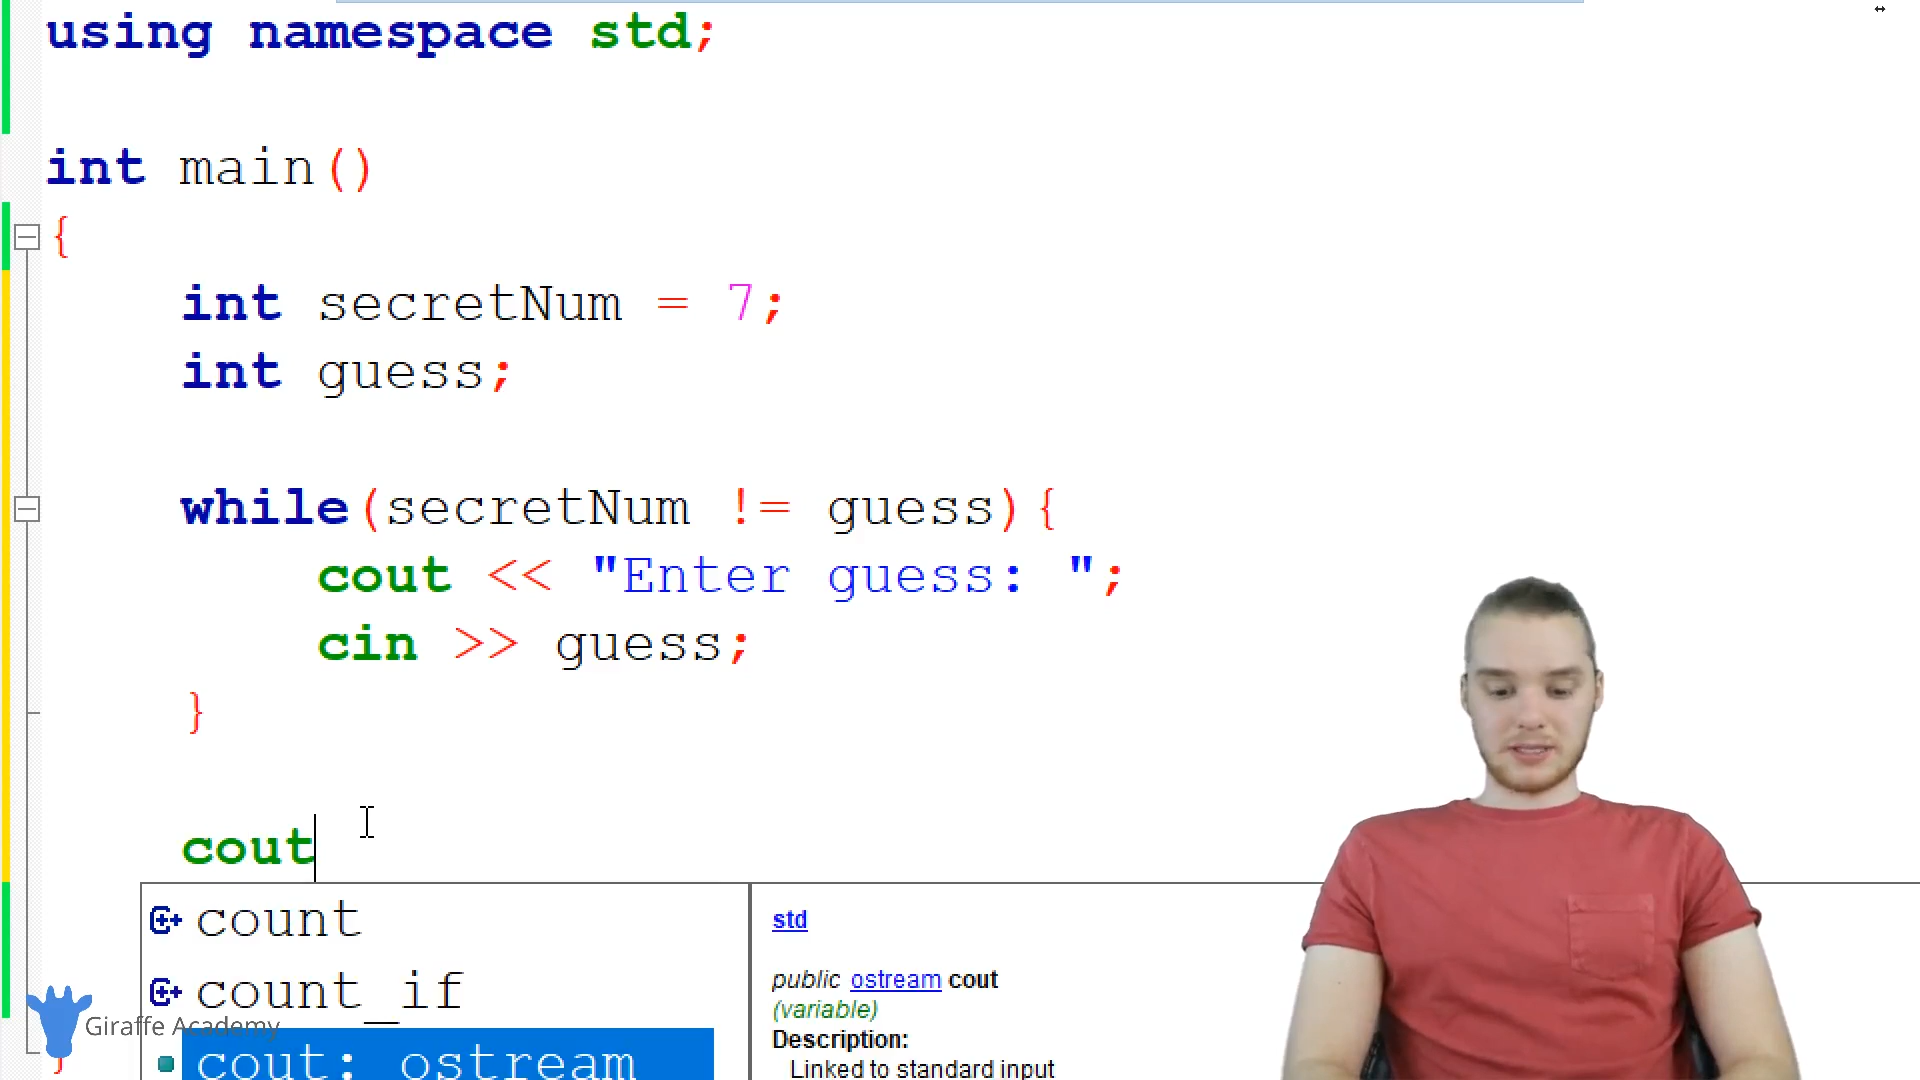 using namespace std;
int main()
{
int secretNum = 7;
int guess;
while(secretNum != guess){
cout << "Enter guess: ";
cin >> guess;
}
cout
count
count_if
cout: ostream
std
public ostream cout
(variable)
Description:
Linked to standard input
Giraffe Academy
}